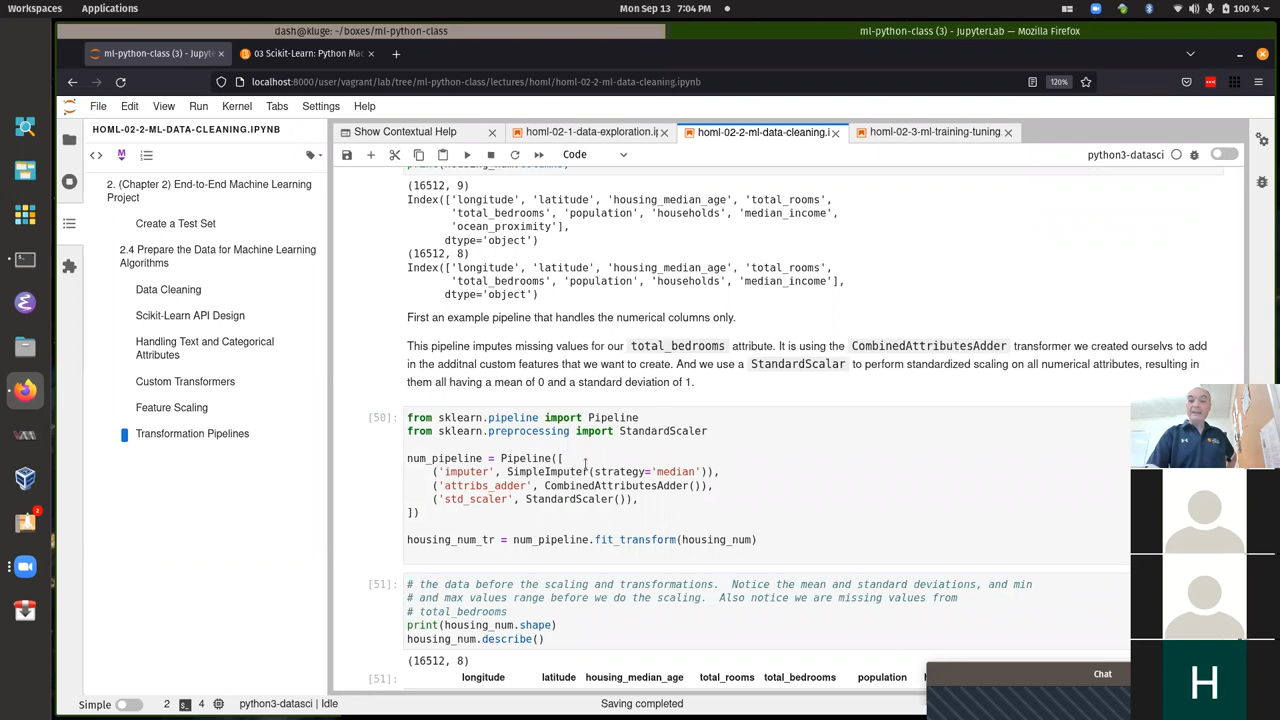 Workspaces Applications Mon Sep 13 7:04 PM 100 %
dash@kluge: ~/boxes/ml-python-class ml-python-class (3) - JupyterLab — Mozilla Firefox
ml-python-class (3) - Jupyte 03 Scikit-Learn: Python Ma
localhost:8000/user/vagrant/lab/tree/ml-python-class/lectures/homl/homl-02-2-ml-data-cleaning.ipynb 120%
File Edit View Run Kernel Tabs Settings Help
HOML-02-2-ML-DATA-CLEANING.IPYNB
Show Contextual Help homl-02-1-data-exploration.ip homl-02-2-ml-data-cleaning.i homl-02-3-ml-training-tuning.
Code python3-datasci
2. (Chapter 2) End-to-End Machine Learning
Project
Create a Test Set
2.4 Prepare the Data for Machine Learning
Algorithms
Data Cleaning
Scikit-Learn API Design
Handling Text and Categorical
Attributes
Custom Transformers
Feature Scaling
Transformation Pipelines
(16512, 9)
Index(['longitude', 'latitude', 'housing_median_age', 'total_rooms',
'total_bedrooms', 'population', 'households', 'median_income',
'ocean_proximity'],
dtype='object')
(16512, 8)
Index(['longitude', 'latitude', 'housing_median_age', 'total_rooms',
'total_bedrooms', 'population', 'households', 'median_income'],
dtype='object')
First an example pipeline that handles the numerical columns only.
This pipeline imputes missing values for our total_bedrooms attribute. It is using the CombinedAttributesAdder transformer we created ourselvs to add
in the additnal custom features that we want to create. And we use a StandardScalar to perform standardized scaling on all numerical attributes, resulting in
them all having a mean of 0 and a standard deviation of 1.
[50]: from sklearn.pipeline import Pipeline
from sklearn.preprocessing import StandardScaler
num_pipeline = Pipeline([
('imputer', SimpleImputer(strategy='median')),
('attribs_adder', CombinedAttributesAdder()),
('std_scaler', StandardScaler()),
])
housing_num_tr = num_pipeline.fit_transform(housing_num)
[51]: # the data before the scaling and transformations. Notice the mean and standard deviations, and min
# and max values range before we do the scaling. Also notice we are missing values from
# total_bedrooms
print(housing_num.shape)
housing_num.describe()
(16512, 8)
[51]: longitude latitude housing_median_age total_rooms total_bedrooms population
H
Chat
2
Simple 2 4 python3-datasci | Idle Saving completed